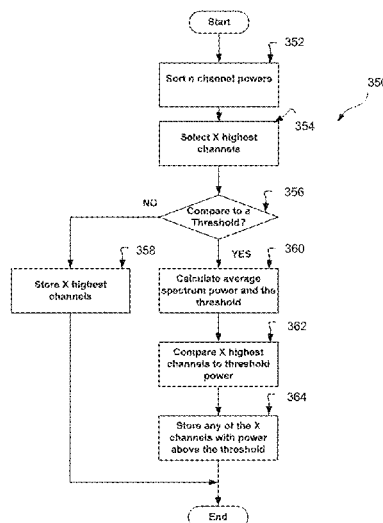 Start
352
Sort n channel powers
350
354
Select X highest
channels
356
NO
Compare to a
Threshold?
358
YES
360
Store X highest
channels
Calculate average
spectrum power and the
threshold
362
Compare X highest
channels to threshold
power
364
Store any of the X
channels with power
above the threshold
End